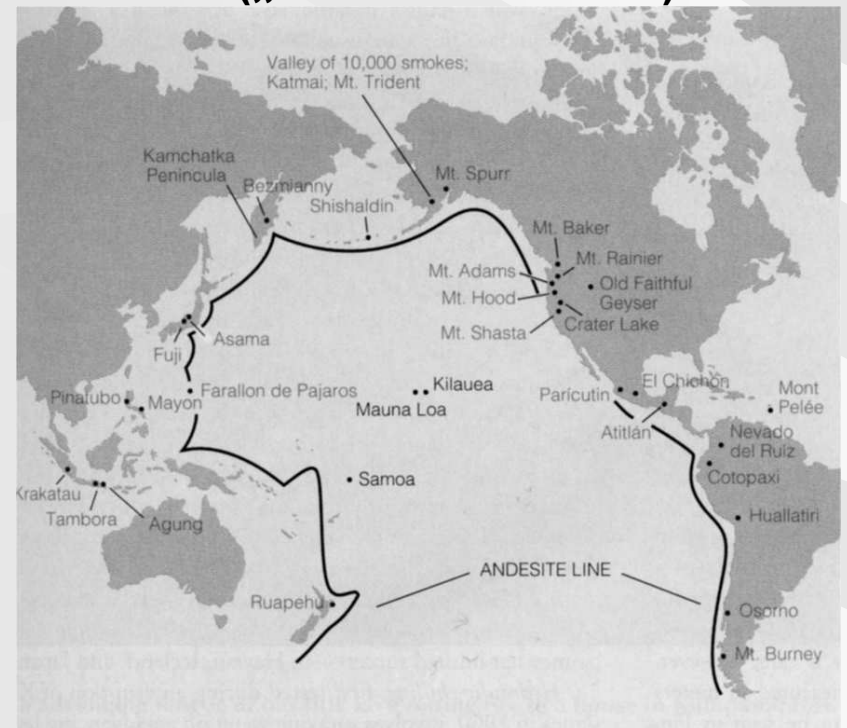 Valley of 10,000 smokes;
Katmai; Mt. Trident
Kamchatka
Penincula
Bezmianny
Mt. Spurr
Shishaldin
Mt. Baker
Mt. Rainier
Mt. Adams
Old Faithful
Geyser
Mt. Hood
Crater Lake
Mt. Shasta
Fuji
Asama
Pinatubo
Mayon
Farallon de Pajaros
Kilauea
Mauna Loa
Parícutin
El Chichón
Mont
Pelée
Atitlán
Nevado
del Ruiz
Cotopaxi
Samoa
Krakatau
Tambora
Agung
Huallatiri
ANDESITE LINE
Ruapehu
Osorno
Mt. Burney